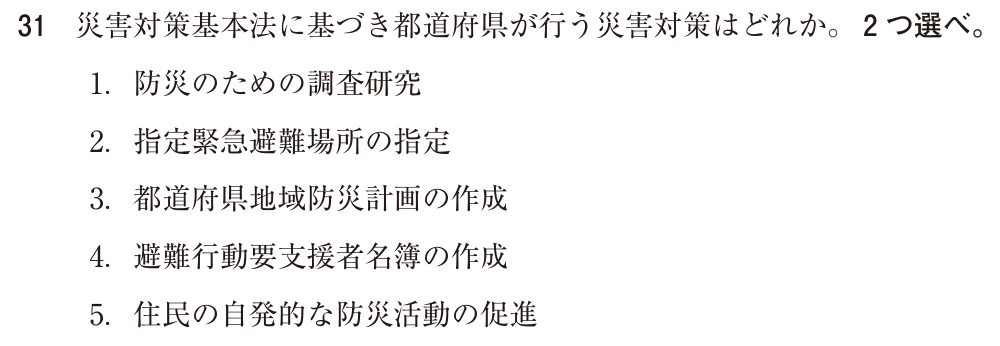 31 災害対策基本法に基づき都道府県が行う災害対策はどれか。2つ選べ。
1. 防災のための調査研究
2. 指定緊急避難場所の指定
3. 都道府県地域防災計画の作成
4. 避難行動要支援者名簿の作成
5. 住民の自発的な防災活動の促進